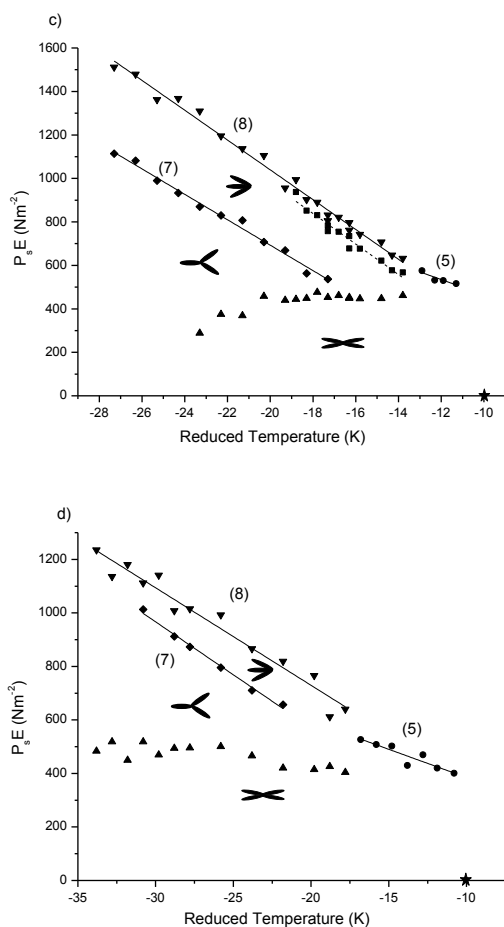 c)
1600
1400
1200
1000
800
600
400
200
0
(8)
(7)
(5)
-28 -26 -24 -22 -20 -18 -16 -14 -12 -10
Reduced Temperature (K)
PsE (Nm-2)
d)
1200
1000
800
600
400
200
0
(8)
(7)
(5)
-35 -30 -25 -20 -15 -10
Reduced Temperature (K)
PsE (Nm-2)